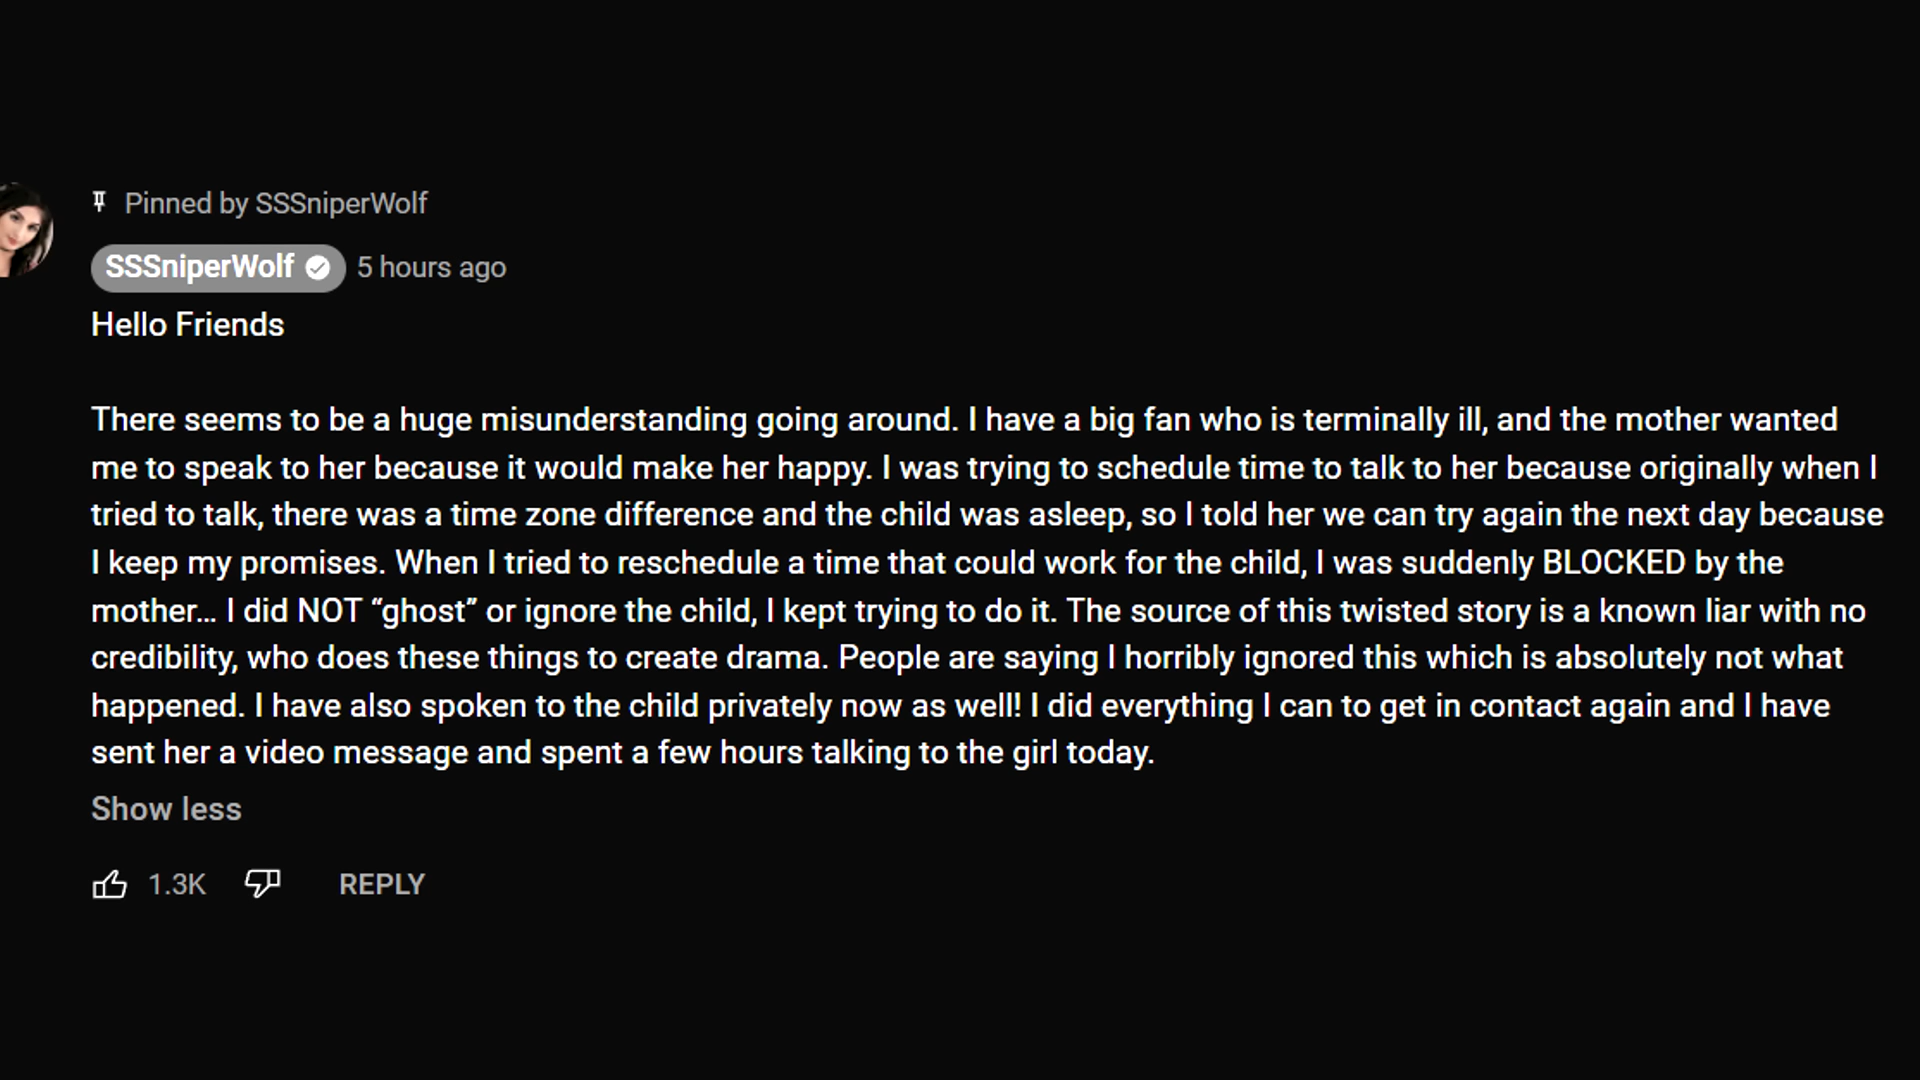 Pinned by SSSniperWolf
SSSniperWolf 5 hours ago
Hello Friends
There seems to be a huge misunderstanding going around. I have a big fan who is terminally ill, and the mother wanted
me to speak to her because it would make her happy. I was trying to schedule time to talk to her because originally when I
tried to talk, there was a time zone difference and the child was asleep, so I told her we can try again the next day because
I keep my promises. When I tried to reschedule a time that could work for the child, I was suddenly BLOCKED by the
mother... I did NOT “ghost” or ignore the child, I kept trying to do it. The source of this twisted story is a known liar with no
credibility, who does these things to create drama. People are saying I horribly ignored this which is absolutely not what
happened. I have also spoken to the child privately now as well! I did everything I can to get in contact again and I have
sent her a video message and spent a few hours talking to the girl today.
Show less
1.3K REPLY